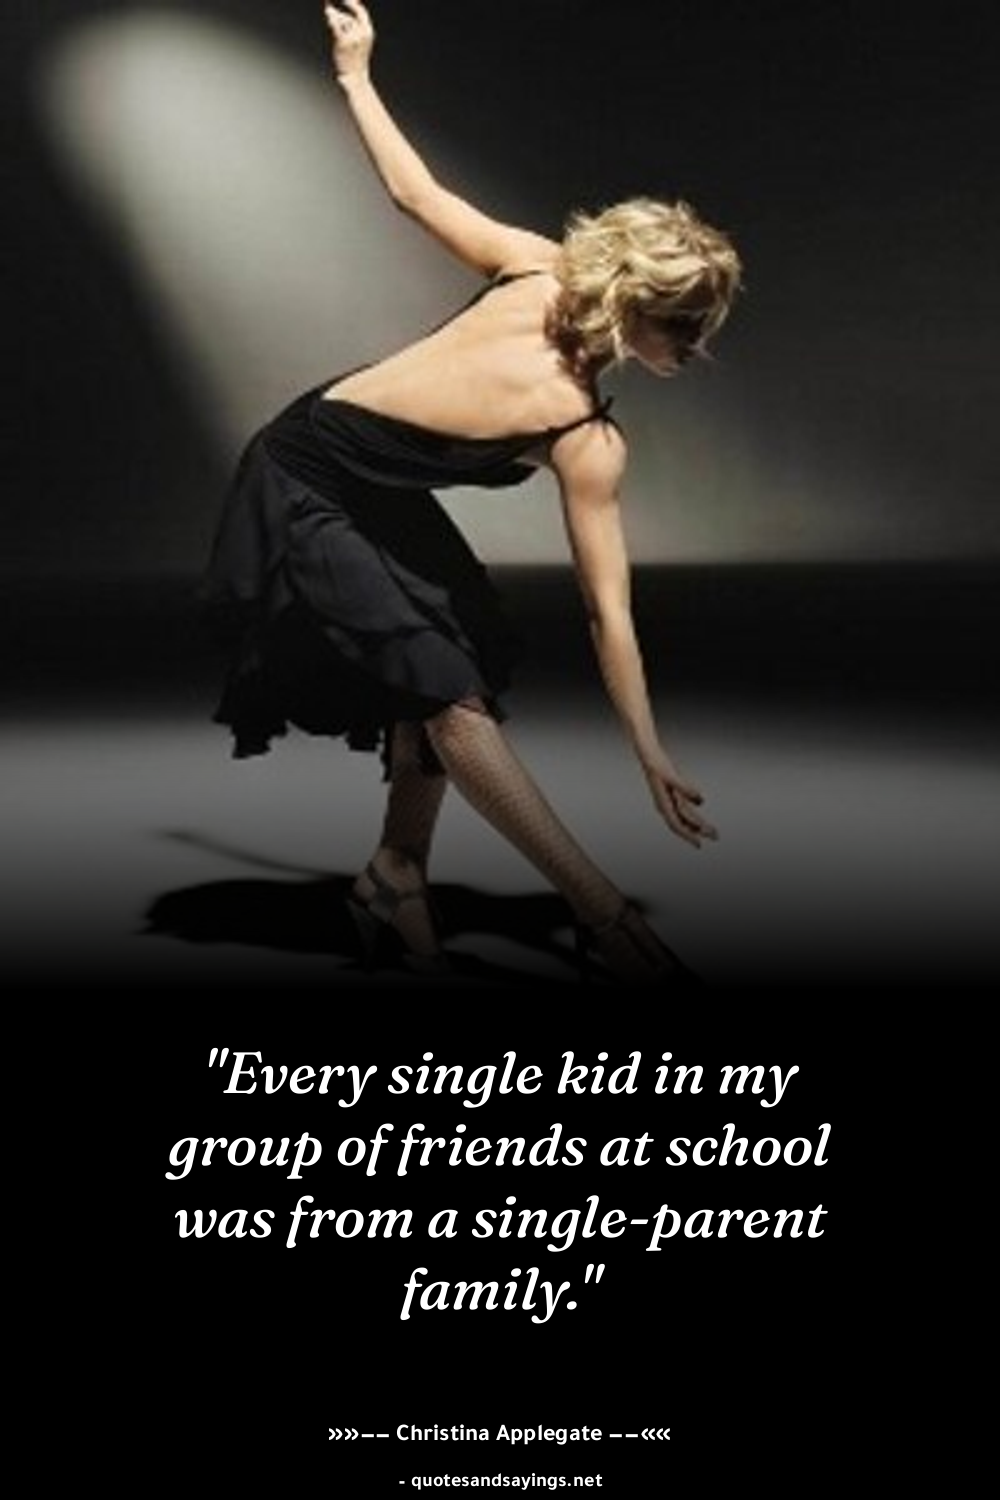 "Every single kid in my
group of friends at school
was from a single-parent
family."
»»–– Christina Applegate ––««
- quotesandsayings.net